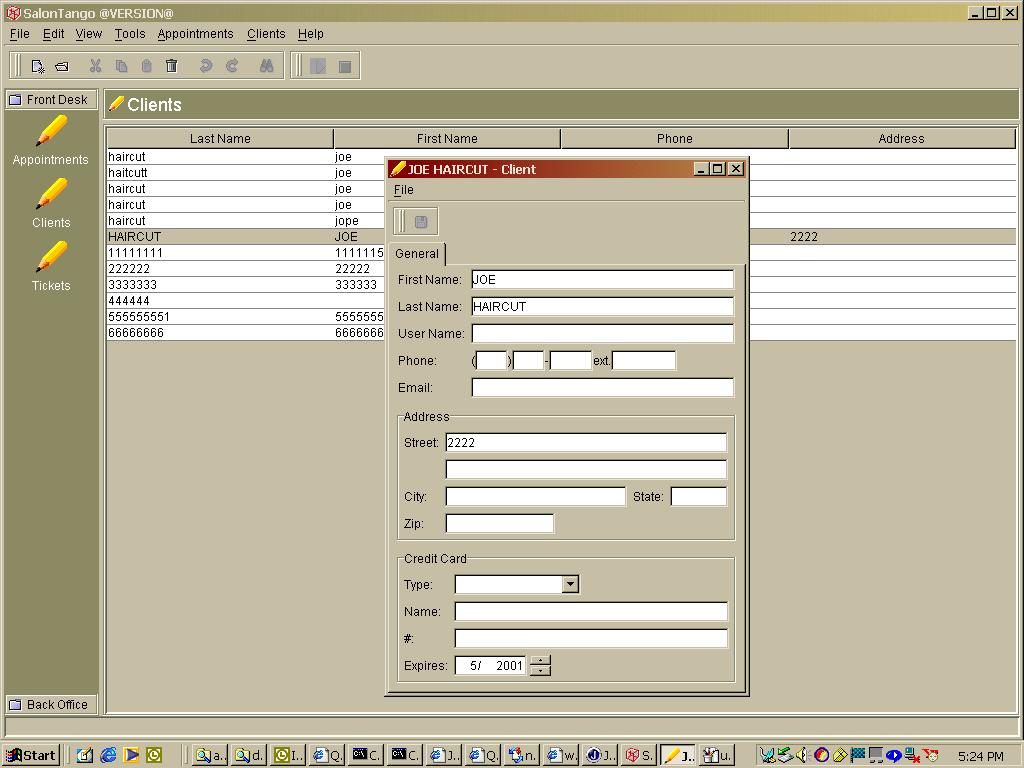 SalonTango @VERSION@
File Edit View Tools Appointments Clients Help
Front Desk
Appointments
Clients
Tickets
Back Office
Clients
Last Name First Name Phone Address
haircut joe
haitcutt joe
haircut joe
haircut joe
haircut jope
HAIRCUT JOE 2222
11111111 1111115
222222 22222
3333333 333333
444444
555555551 5555555
66666666 6666666
JOE HAIRCUT - Client
File
General
First Name: JOE
Last Name: HAIRCUT
User Name:
Phone: ( ) - ext.
Email:
Address
Street: 2222
City: State:
Zip:
Credit Card
Type:
Name:
#:
Expires: 5/ 2001
Start a.. d.. I.. Q. C. C. J.. Q. n. w. J.. S. J.. u. 5:24 PM